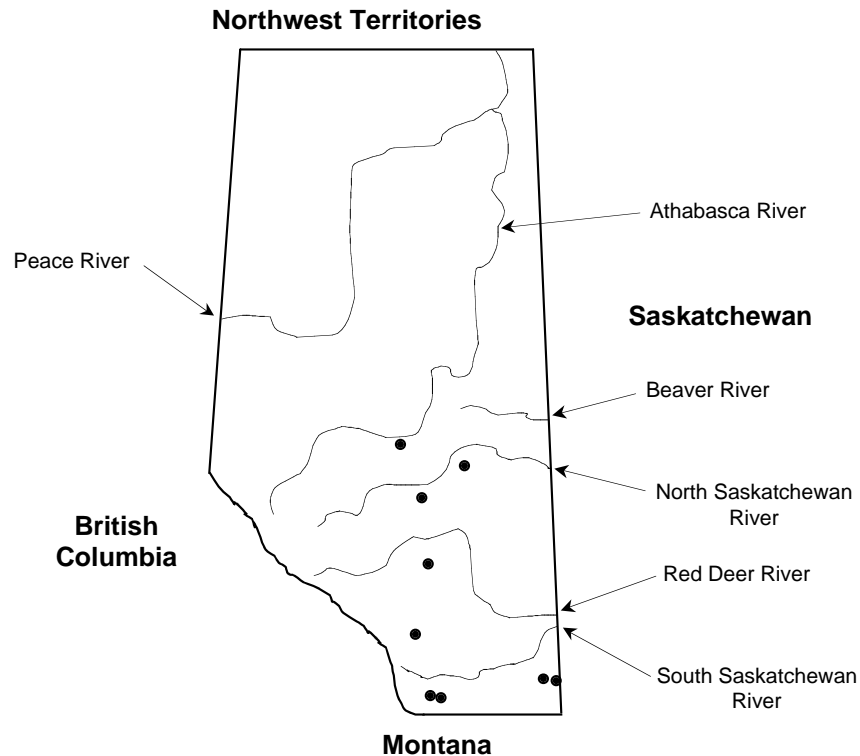 Northwest Territories
Athabasca River
Peace River
Saskatchewan
Beaver River
North Saskatchewan
River
British
Columbia
Red Deer River
South Saskatchewan
River
Montana